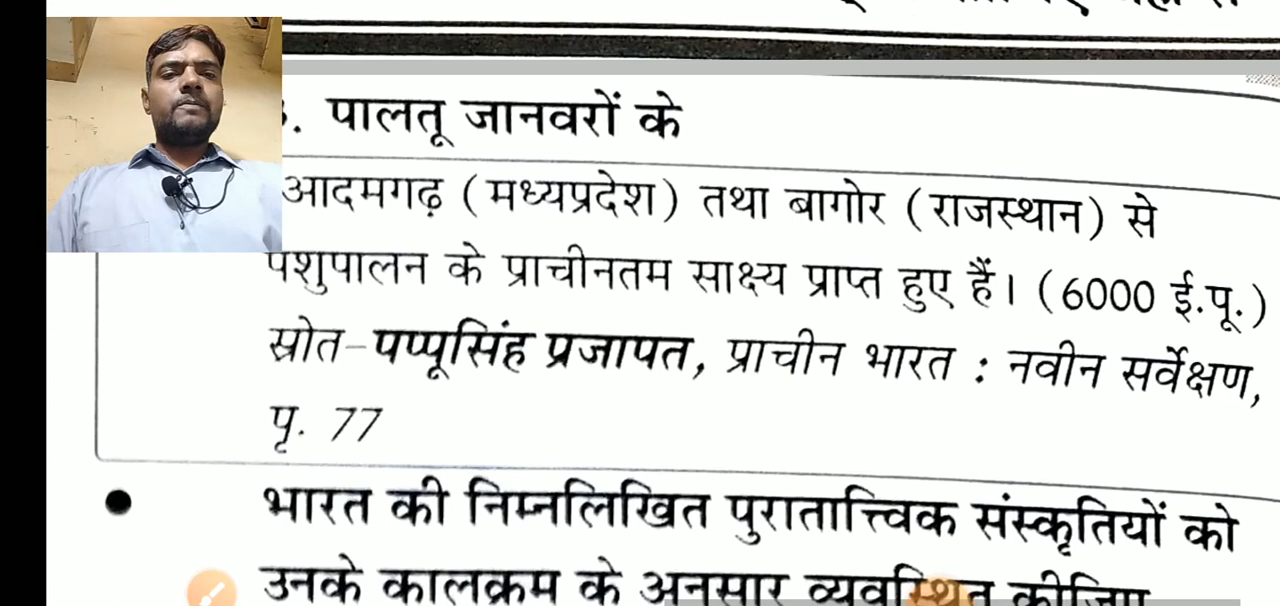 . पालतू जानवरों के
आदमगढ़ (मध्यप्रदेश) तथा बागोर (राजस्थान) से
पशुपालन के प्राचीनतम साक्ष्य प्राप्त हुए हैं। (6000 ई.पू.)
स्रोत–पप्पूसिंह प्रजापत, प्राचीन भारत : नवीन सर्वेक्षण,
पृ. 77
• भारत की निम्नलिखित पुरातात्त्विक संस्कृतियों को
उनके कालक्रम के अनुसार व्यवस्थित कीजिए